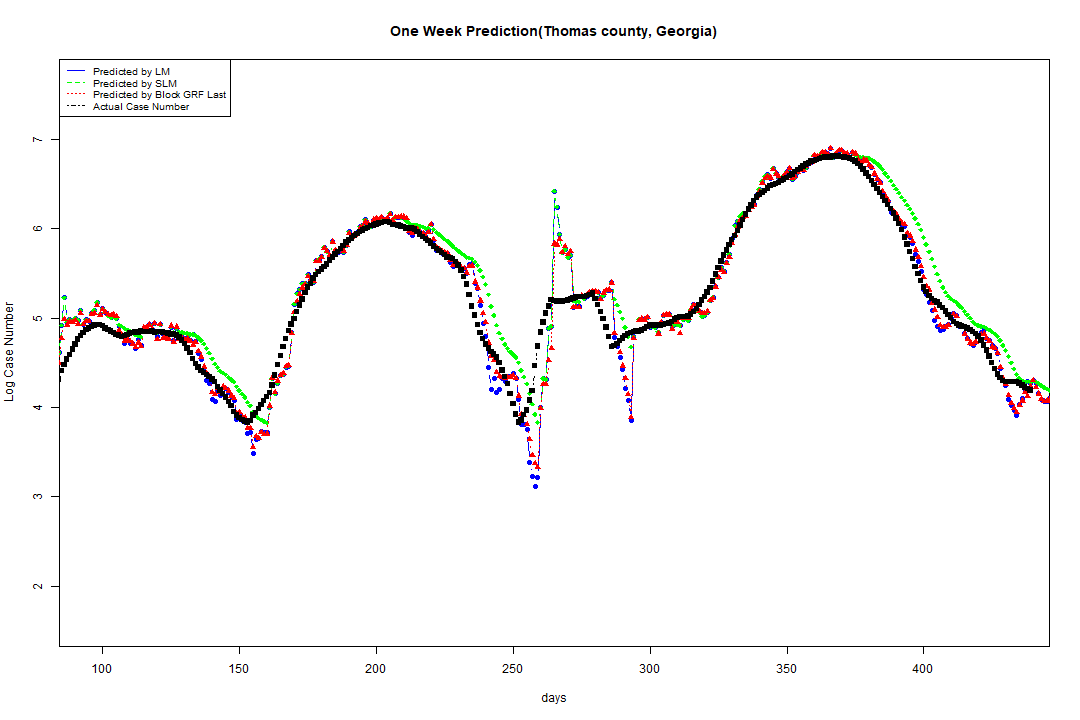 One Week Prediction(Thomas county, Georgia)
Predicted by LM
Predicted by SLM
Predicted by Block GRF Last
Actual Case Number
Log Case Number
7
6
5
4
3
2
100 150 200 250 300 350 400
days